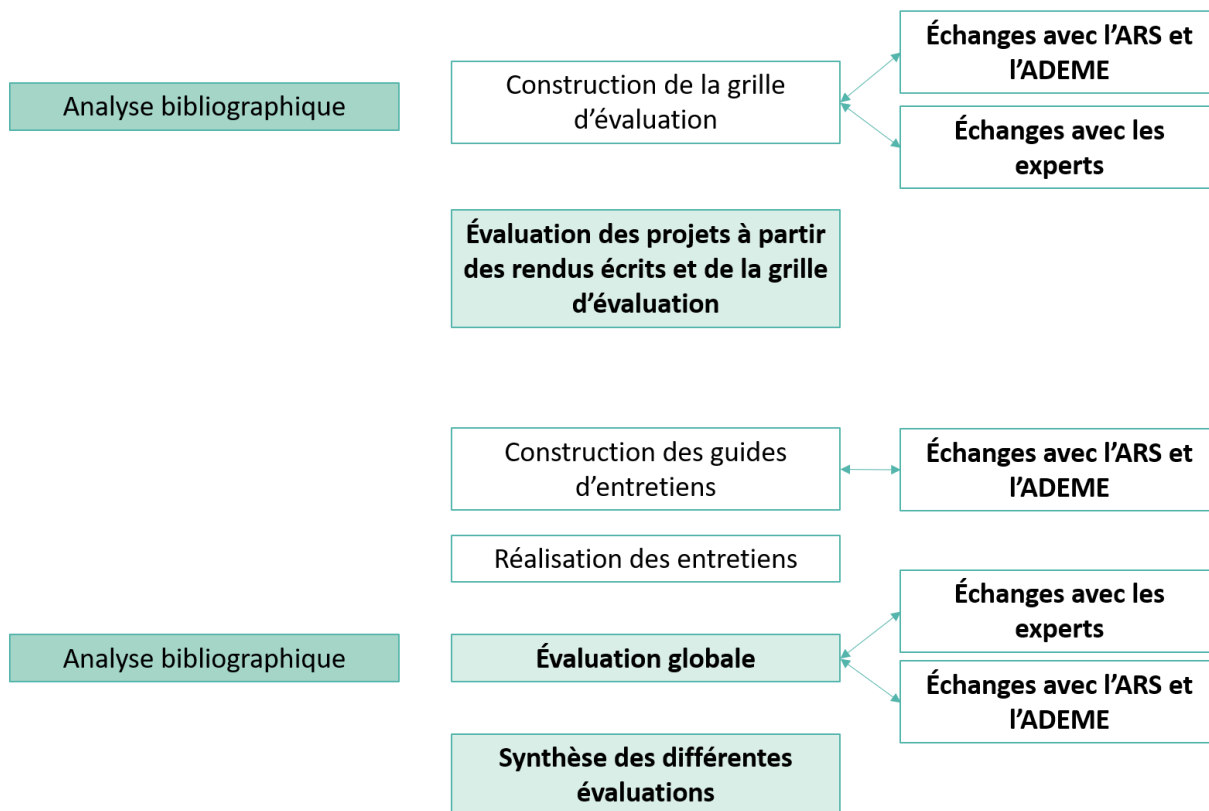 Analyse bibliographique
Construction de la grille
d’évaluation
Échanges avec l’ARS et
l’ADEME
Échanges avec les
experts
Évaluation des projets à partir
des rendus écrits et de la grille
d’évaluation
Construction des guides
d’entretiens
Échanges avec l’ARS et
l’ADEME
Réalisation des entretiens
Analyse bibliographique
Évaluation globale
Échanges avec les
experts
Échanges avec l’ARS et
l’ADEME
Synthèse des différentes
évaluations